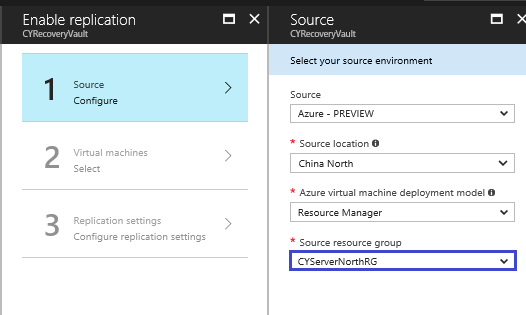 Enable replication
CYRecoveryVault
1
Source
Configure
2
Virtual machines
Select
3
Replication settings
Configure replication settings
Source
CYRecoveryVault
Select your source environment
Source
Azure - PREVIEW
* Source location
China North
* Azure virtual machine deployment model
Resource Manager
* Source resource group
CYServerNorthRG